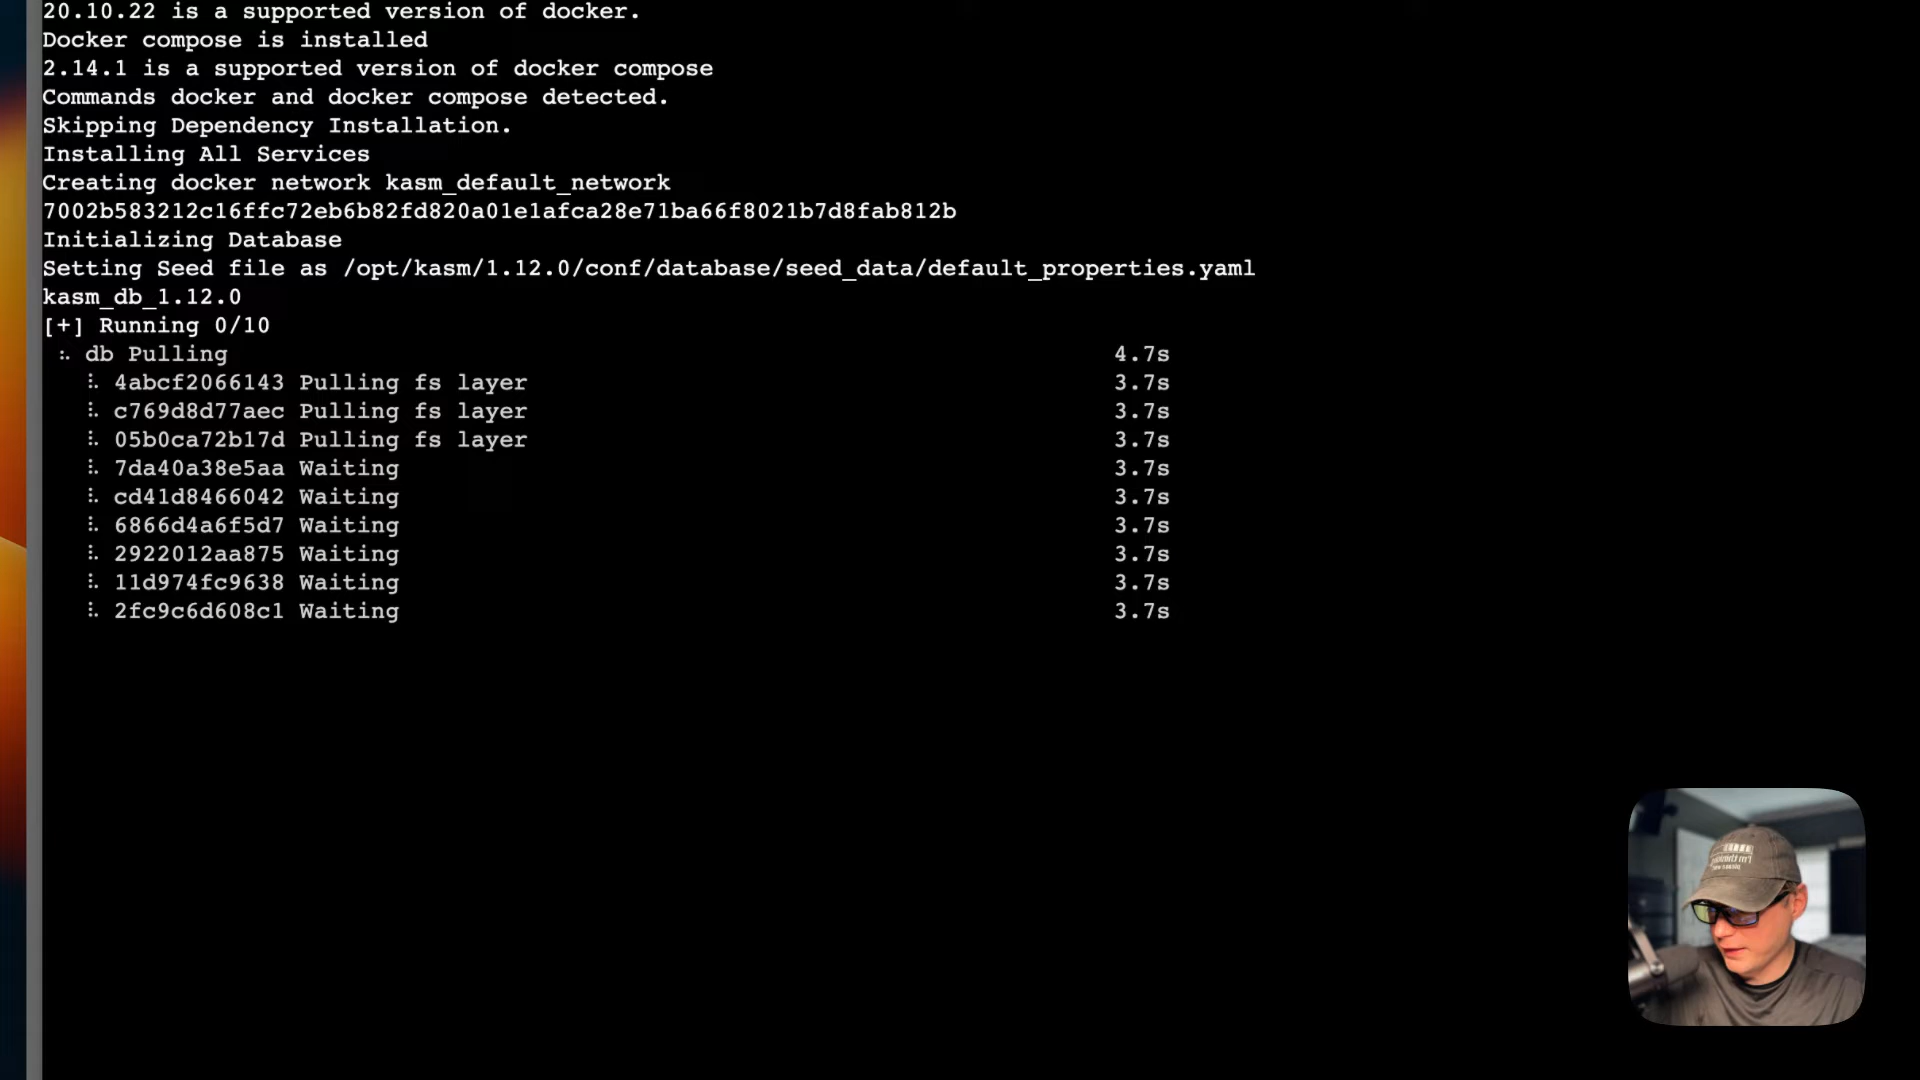 20.10.22 is a supported version of docker.
Docker compose is installed
2.14.1 is a supported version of docker compose
Commands docker and docker compose detected.
Skipping Dependency Installation.
Installing All Services
Creating docker network kasm_default_network
7002b583212c16ffc72eb6b82fd820a01e1afca28e71ba66f8021b7d8fab812b
Initializing Database
Setting Seed file as /opt/kasm/1.12.0/conf/database/seed_data/default_properties.yaml
kasm_db_1.12.0
[+] Running 0/10
db Pulling 4.7s
4abcf2066143 Pulling fs layer 3.7s
c769d8d77aec Pulling fs layer 3.7s
05b0ca72b17d Pulling fs layer 3.7s
7da40a38e5aa Waiting 3.7s
cd41d8466042 Waiting 3.7s
6866d4a6f5d7 Waiting 3.7s
2922012aa875 Waiting 3.7s
11d974fc9638 Waiting 3.7s
2fc9c6d608c1 Waiting 3.7s